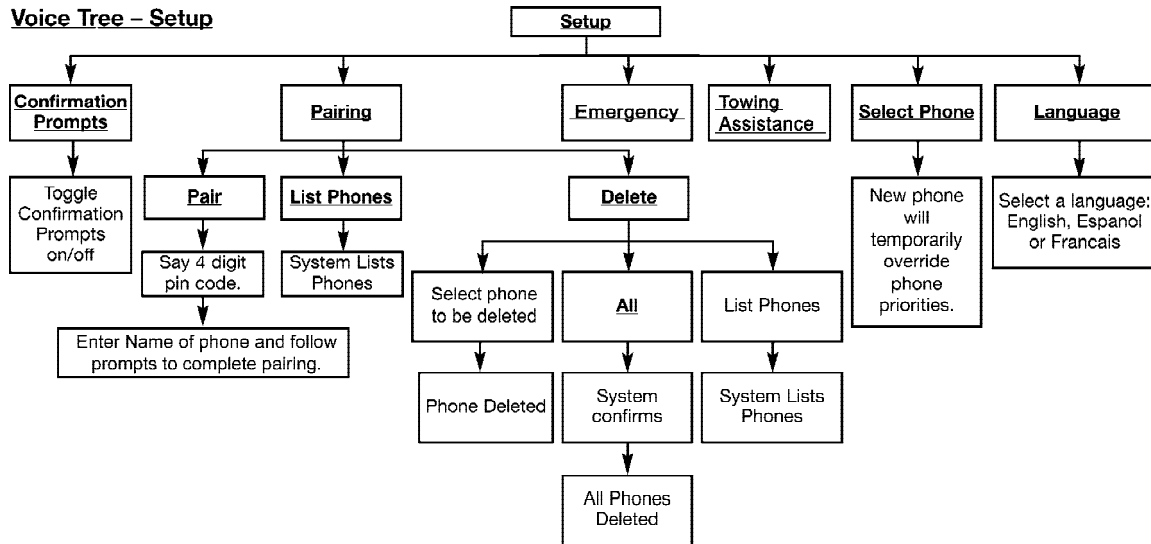 Voice Tree – Setup
Setup
Confirmation
Prompts
Pairing
Emergency
Towing
Assistance
Select Phone
Language
Toggle
Confirmation
Prompts
on/off
Pair
List Phones
Delete
New phone
will
temporarily
override
phone
priorities.
Select a language:
English, Espanol
or Francais
Say 4 digit
pin code.
System Lists
Phones
Select phone
to be deleted
All
List Phones
Enter Name of phone and follow
prompts to complete pairing.
Phone Deleted
System
confirms
System Lists
Phones
All Phones
Deleted